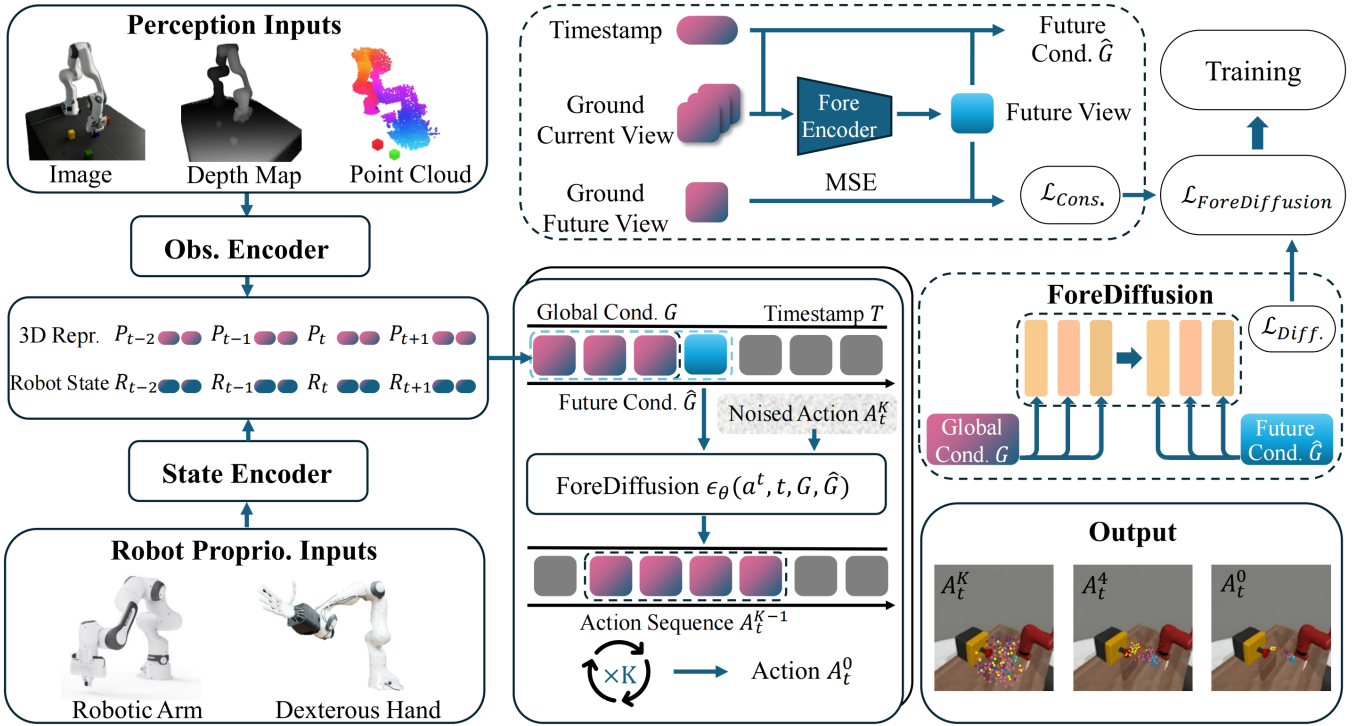 Perception Inputs
Image
Depth Map
Point Cloud
Obs. Encoder
3D Repr. P_{t-2} P_{t-1} P_t P_{t+1}
Robot State R_{t-2} R_{t-1} R_t R_{t+1}
State Encoder
Robot Proprio. Inputs
Robotic Arm
Dexterous Hand
Timestamp
Ground
Current View
Ground
Future View
Fore
Encoder
MSE
Future
Cond. Ĝ
Future View
ℒ_{Cons.}
Training
ℒ_{ForeDiffusion}
Global Cond. G
Timestamp T
Future Cond. Ĝ
Noised Action A_t^K
ForeDiffusion ϵ_θ(a^t, t, G, Ĝ)
Action Sequence A_t^{K-1}
×K
Action A_t^0
ForeDiffusion
ℒ_{Diff.}
Global
Cond. G
Future
Cond. Ĝ
Output
A_t^K
A_t^4
A_t^0